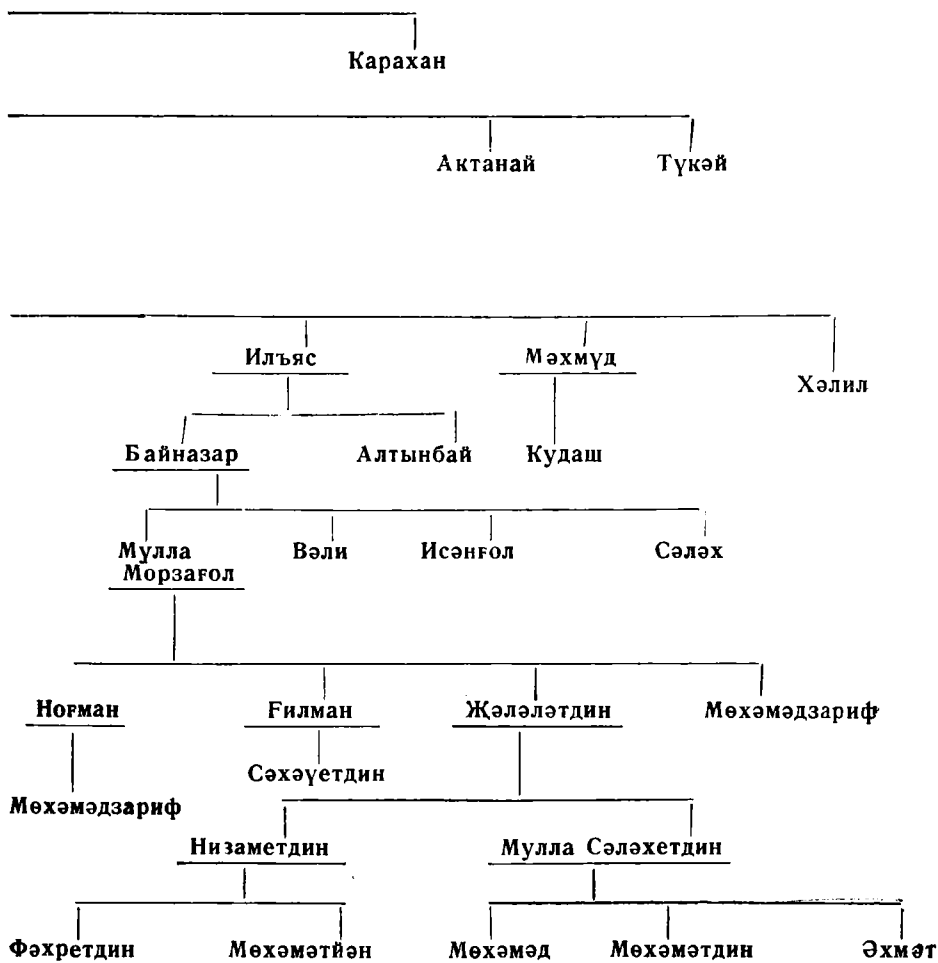 Карахан
Актанай Түкәй
Илъяс Мәхмүд
Хәлил
Байназар Алтынбай Кудаш
Мулла Вәли Исәнғол Сәләх
Морзағол
Ноғман Ғилман Җәләләтдин Мөхәмәдзариф
Сәхәүетдин
Мөхәмәдзариф
Низаметдин Мулла Сәләхетдин
Фәхретдин Мөхәмәтйән Мөхәмәд Мөхәмәтдин Әхмәт